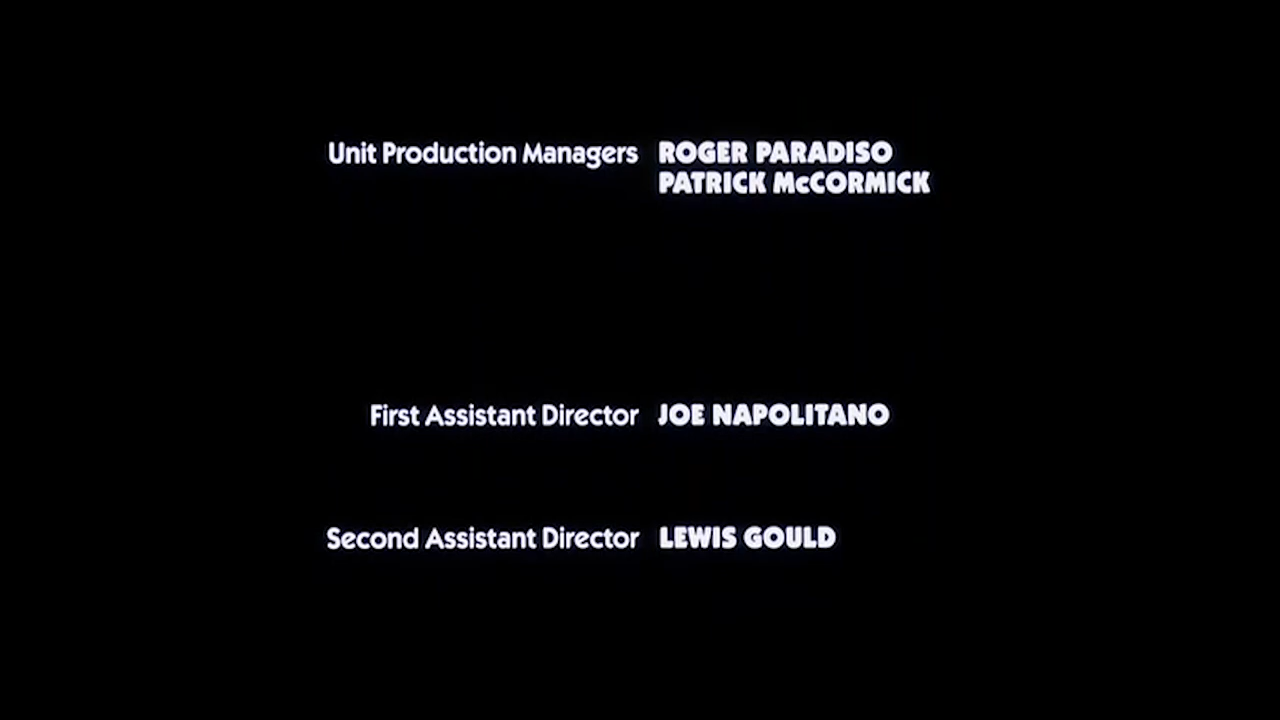 Unit Production Managers ROGER PARADISO
PATRICK McCORMICK
First Assistant Director JOE NAPOLITANO
Second Assistant Director LEWIS GOULD